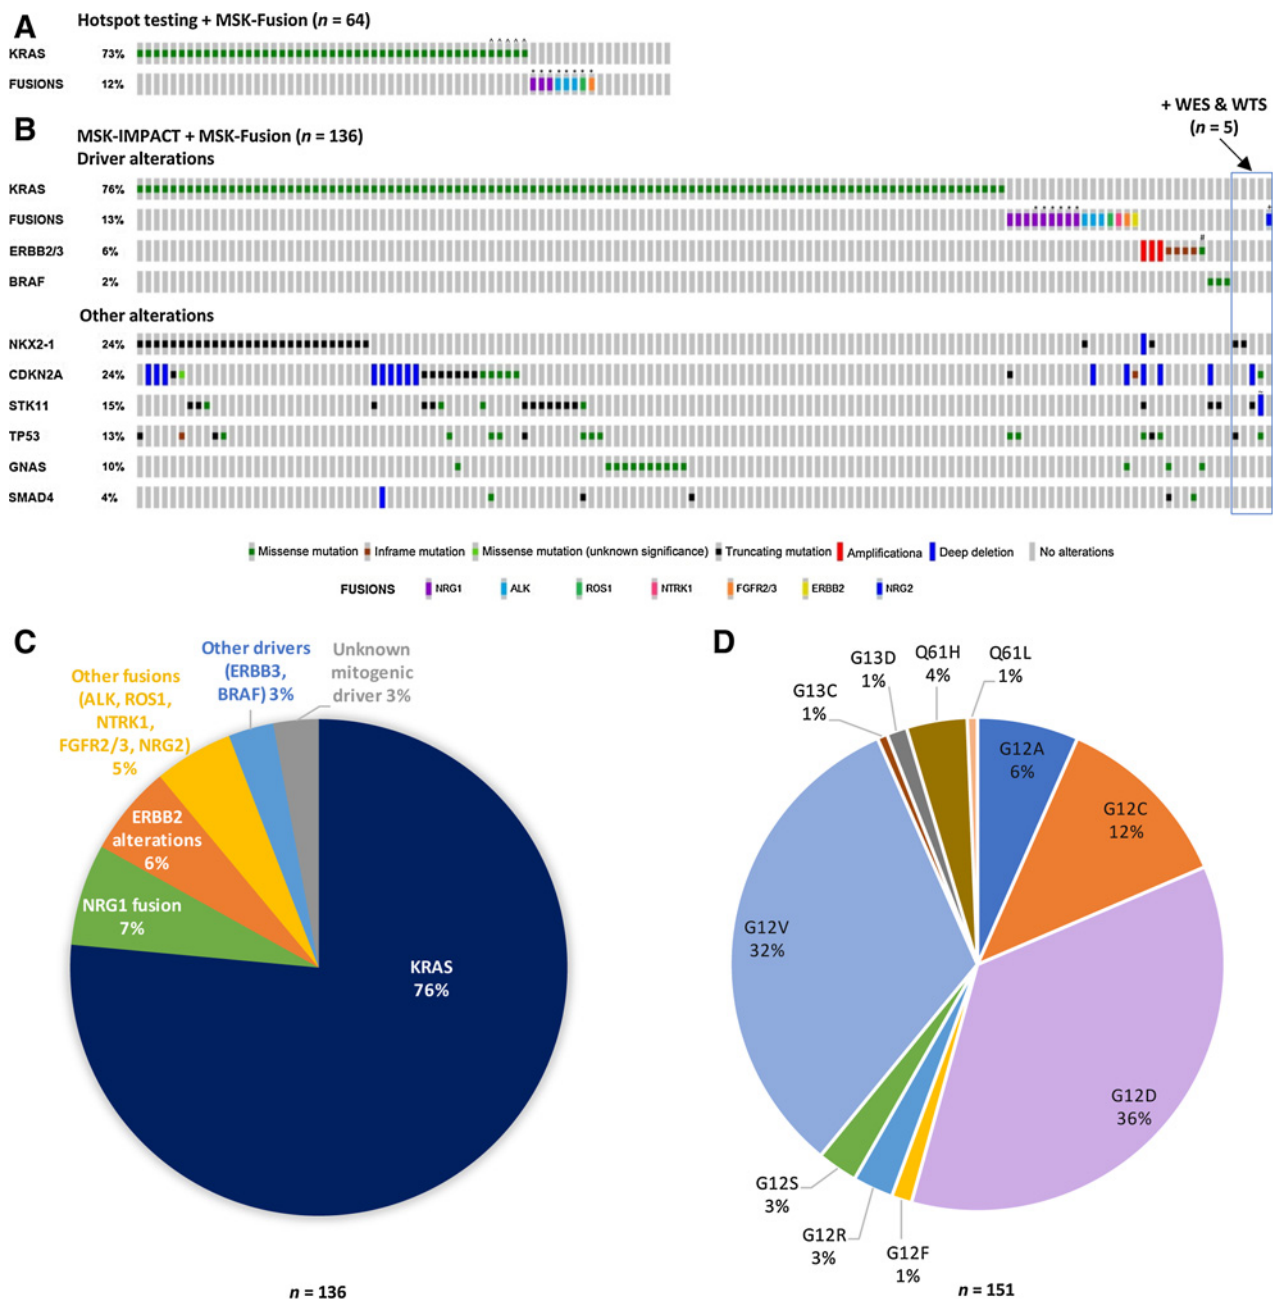 A
Hotspot testing + MSK-Fusion (n = 64)
^ ^ ^ ^ ^
KRAS 73%
* * * * * * * *
FUSIONS 12%
+ WES & WTS
(n = 5)
B
MSK-IMPACT + MSK-Fusion (n = 136)
Driver alterations
KRAS 76%
FUSIONS 13%
#
ERBB2/3 6%
BRAF 2%
Other alterations
NKX2-1 24%
CDKN2A 24%
STK11 15%
TP53 13%
GNAS 10%
SMAD4 4%
Missense mutation Inframe mutation Missense mutation (unknown significance) Truncating mutation Amplificationa Deep deletion No alterations
FUSIONS NRG1 ALK ROS1 NTRK1 FGFR2/3 ERBB2 NRG2
C
Other drivers
(ERBB3,
BRAF) 3%
Unknown
mitogenic
driver 3%
Other fusions
(ALK, ROS1,
NTRK1,
FGFR2/3, NRG2)
5%
ERBB2
alterations
6%
NRG1 fusion
7%
KRAS
76%
n = 136
D
G13C
1%
G13D
1%
Q61H
4%
Q61L
1%
G12A
6%
G12C
12%
G12V
32%
G12D
36%
G12S
3%
G12R
3%
G12F
1%
n = 151